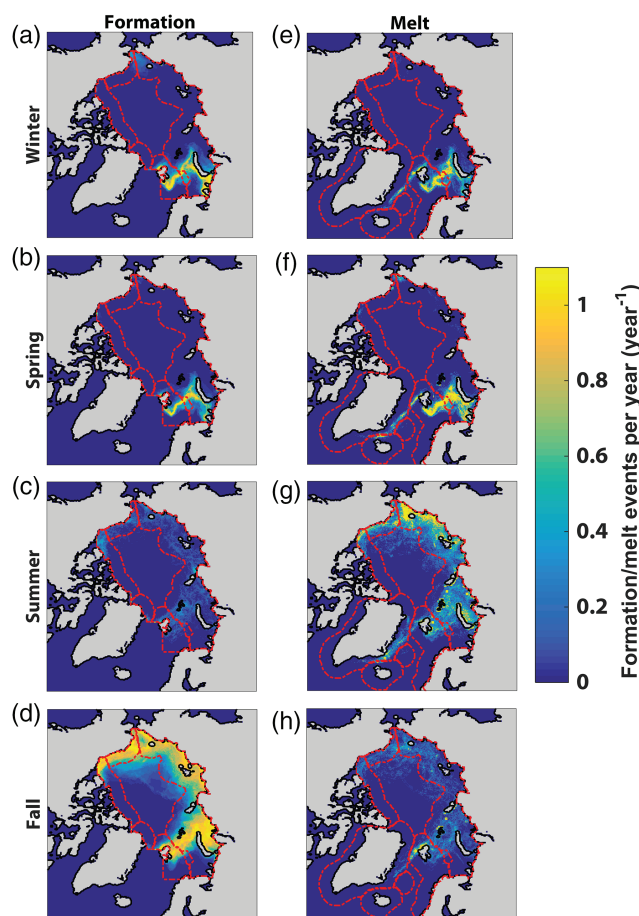 Formation
Melt
(a)
(e)
Winter
(b)
(f)
Spring
(c)
(g)
Summer
(d)
(h)
Fall
1
0.8
0.6
0.4
0.2
0
Formation/melt events per year (year⁻¹)